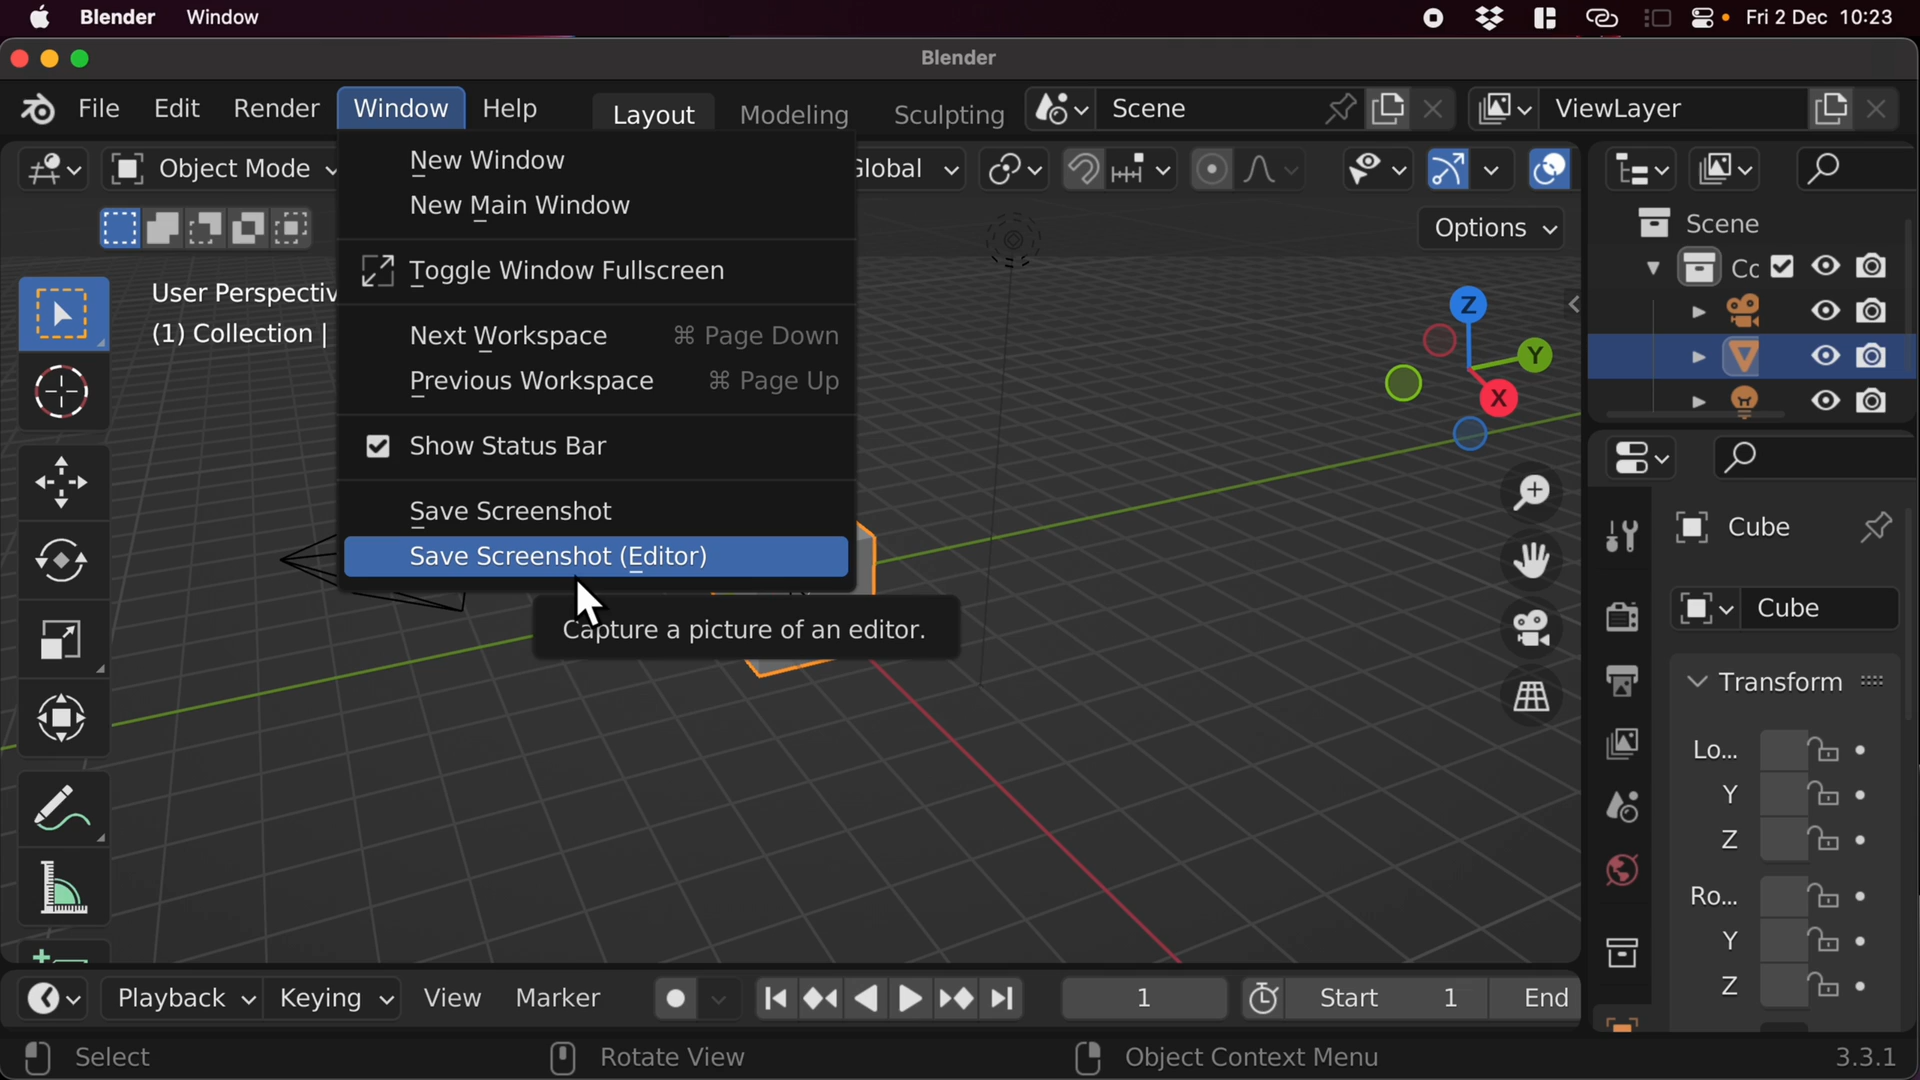 Blender Window Fri 2 Dec 10:23
Blender
File Edit Render Window Help Layout Modeling Sculpting Scene ViewLayer
Object Mode lobal
New Window
New Main Window
Toggle Window Fullscreen
Next Workspace ⌘ Page Down
Previous Workspace ⌘ Page Up
Show Status Bar
Save Screenshot
Save Screenshot (Editor)
Capture a picture of an editor.
Options
User Perspectiv
(1) Collection |
Z
Y
X
Scene
Cc
Cube
Cube
Transform
Lo...
Y
Z
Ro...
Y
Z
Playback Keying View Marker 1 Start 1 End
Select Rotate View Object Context Menu 3.3.1